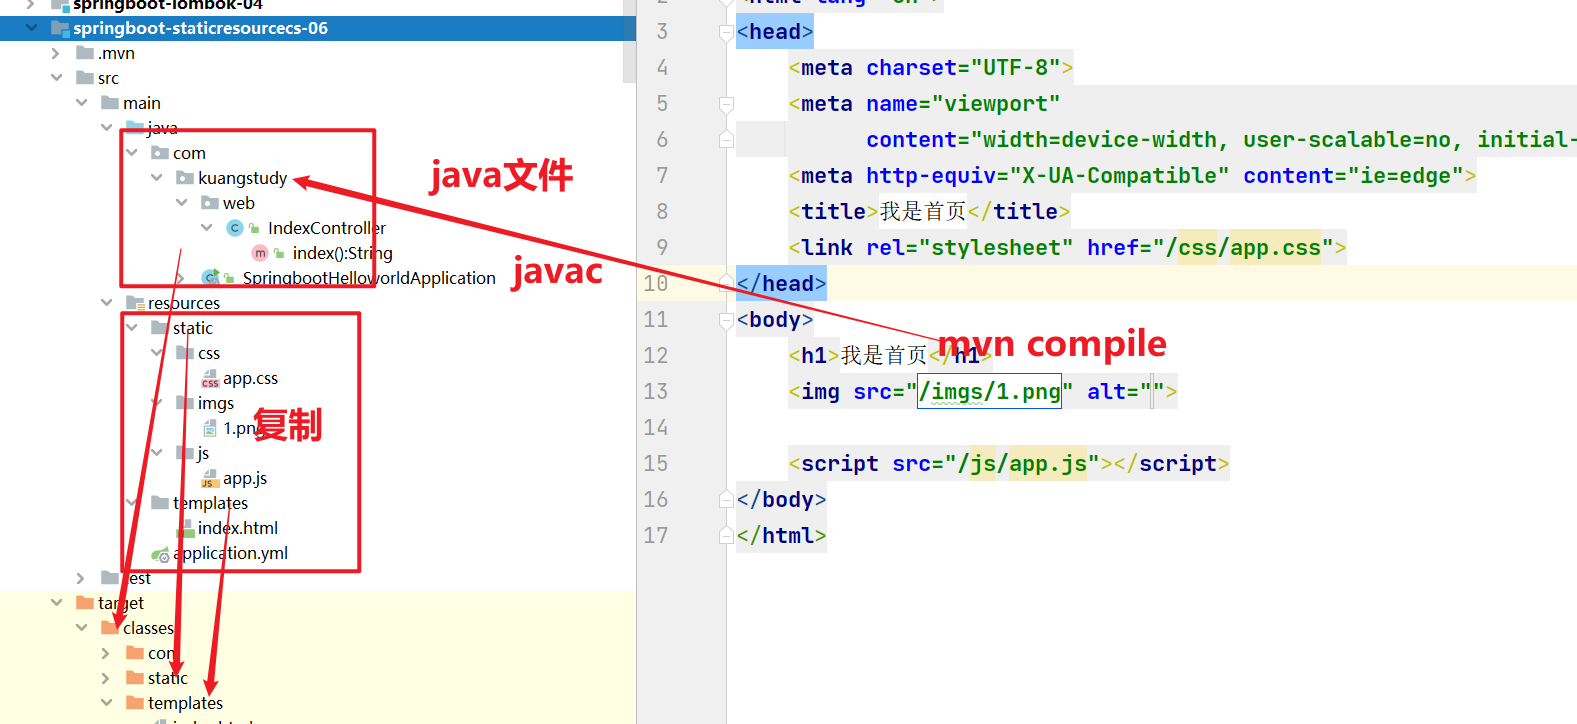 springboot-lombok-04
springboot-staticresourcecs-06
.mvn
src
main
java
com
kuangstudy
web
IndexController
index():String
SpringbootHelloworldApplication
resources
static
css
app.css
imgs
1.png
js
app.js
templates
index.html
application.yml
test
target
classes
com
static
templates
java文件
javac
复制
mvn compile
3 <head>
4 <meta charset="UTF-8">
5 <meta name="viewport"
6 content="width=device-width, user-scalable=no, initial-
7 <meta http-equiv="X-UA-Compatible" content="ie=edge">
8 <title>我是首页</title>
9 <link rel="stylesheet" href="/css/app.css">
10 </head>
11 <body>
12 <h1>我是首页</h1>
13 <img src="/imgs/1.png" alt="">
14
15 <script src="/js/app.js"></script>
16 </body>
17 </html>